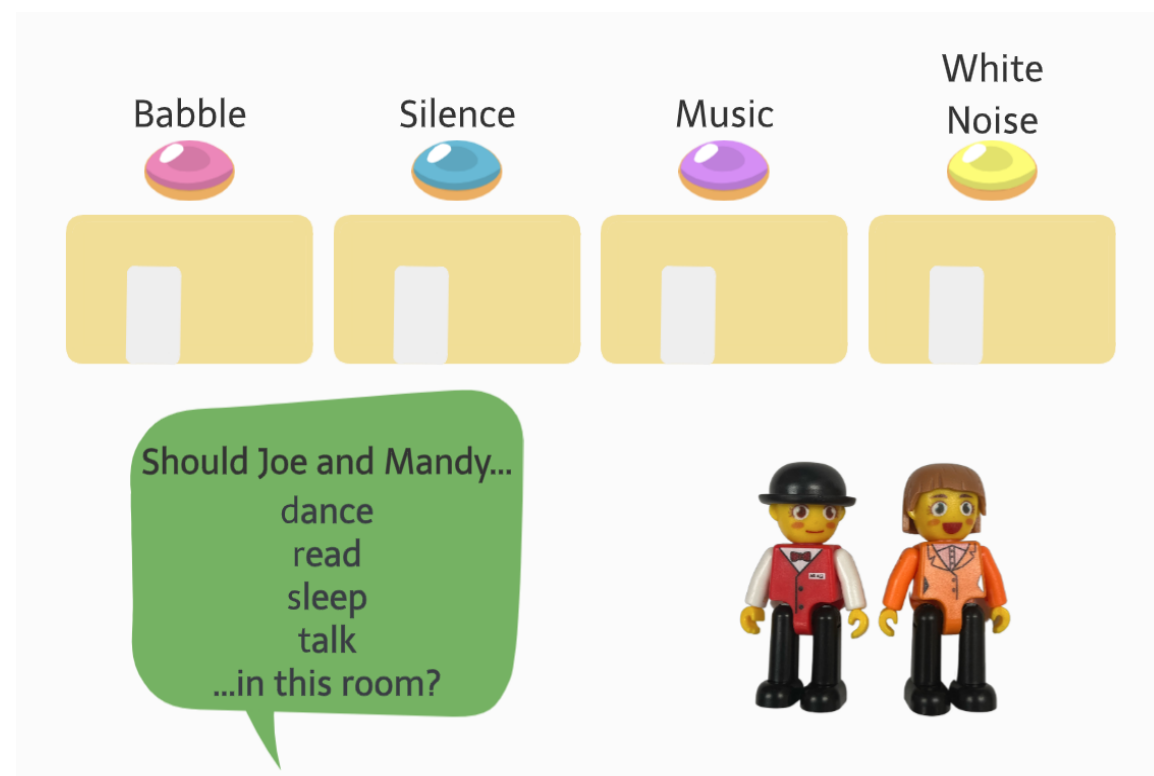 Babble
Silence
Music
White
Noise
Should Joe and Mandy...
dance
read
sleep
talk
...in this room?